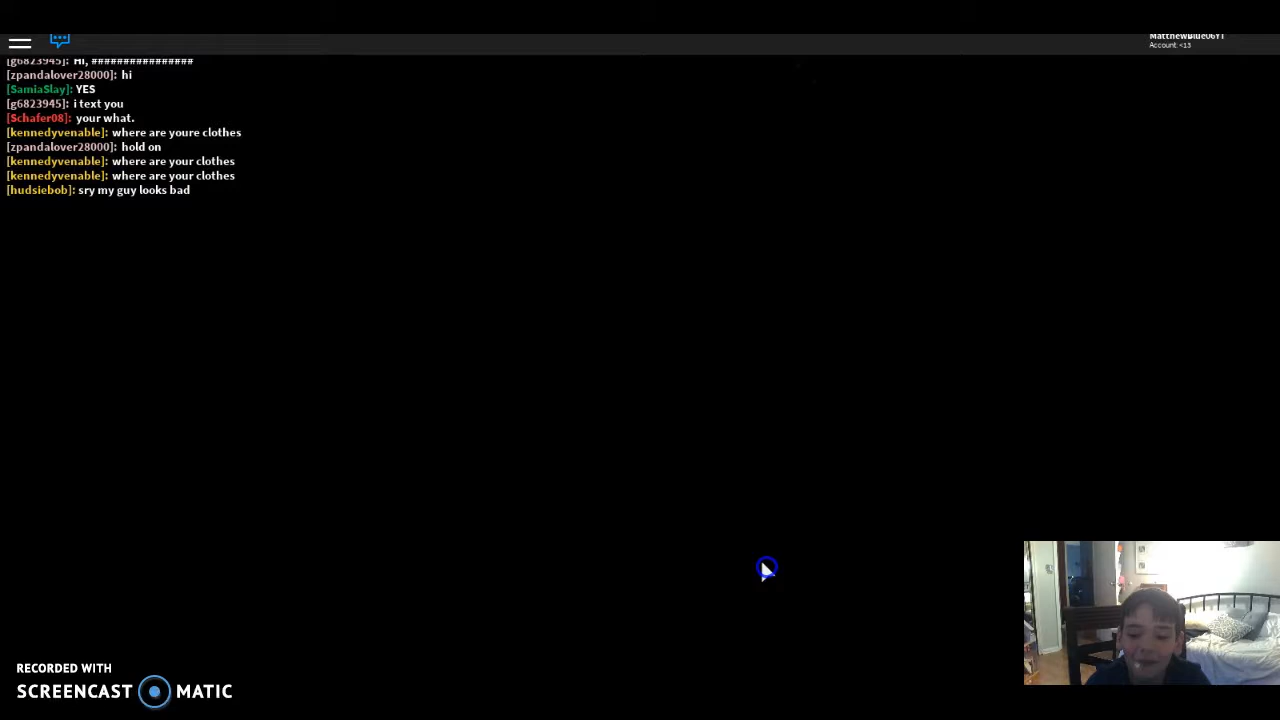 MatthewBlue06YT
Account: <13
[g6823945]: Hi, ###############
[zpandalover28000]: hi
[SamiaSlay]: YES
[g6823945]: i text you
[Schafer08]: your what.
[kennedyvenable]: where are youre clothes
[zpandalover28000]: hold on
[kennedyvenable]: where are your clothes
[kennedyvenable]: where are your clothes
[hudsiebob]: sry my guy looks bad
RECORDED WITH
SCREENCAST MATIC